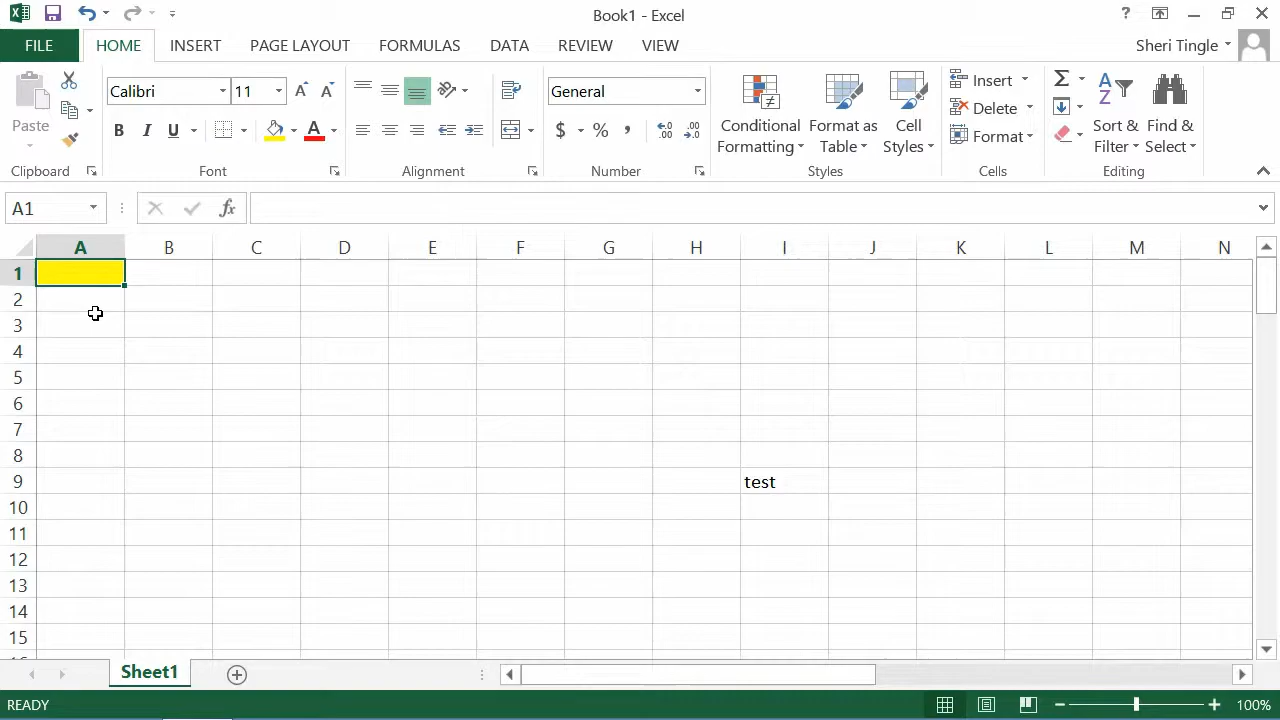 Book1 - Excel
?
FILE HOME INSERT PAGE LAYOUT FORMULAS DATA REVIEW VIEW Sheri Tingle
Calibri 11 General Insert Σ
Paste B I U A $ % , Conditional Formatting Format as Table Cell Styles Delete Sort & Filter Find & Select
Format
Clipboard Font Alignment Number Styles Cells Editing
A1 fx
A B C D E F G H I J K L M N
1
2
3
4
5
6
7
8
9 test
10
11
12
13
14
15
Sheet1
READY 100%